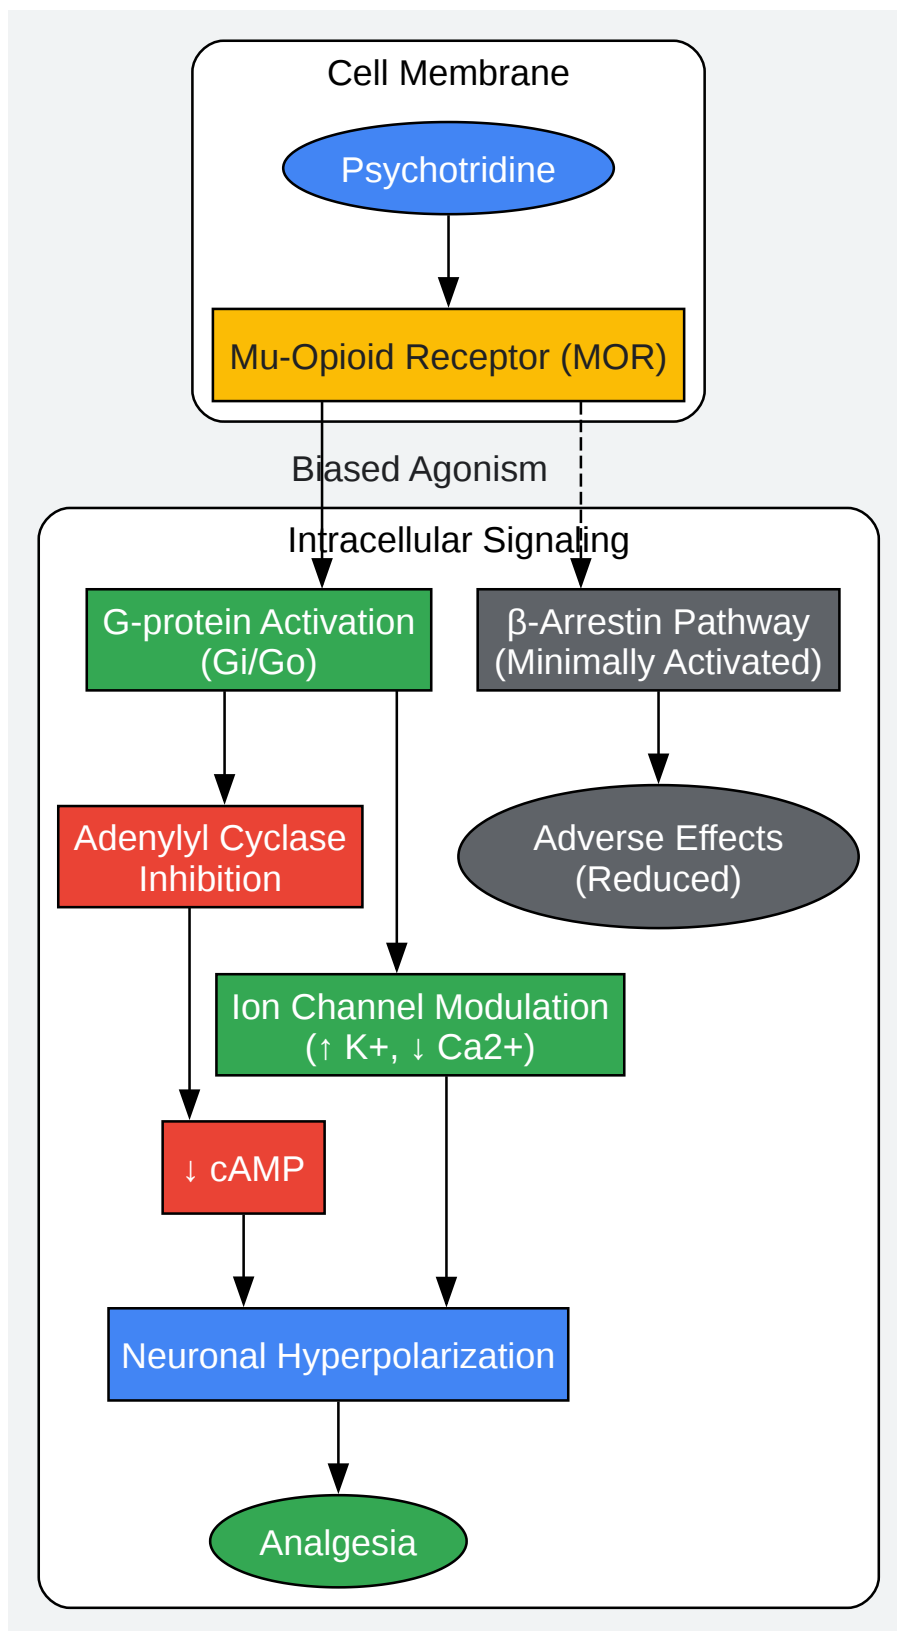 Cell Membrane
Psychotridine
Mu-Opioid Receptor (MOR)
Biased Agonism
Intracellular Signaling
G-protein Activation
(Gi/Go)
β-Arrestin Pathway
(Minimally Activated)
Adenylyl Cyclase
Inhibition
Adverse Effects
(Reduced)
Ion Channel Modulation
(↑ K+, ↓ Ca2+)
↓ cAMP
Neuronal Hyperpolarization
Analgesia